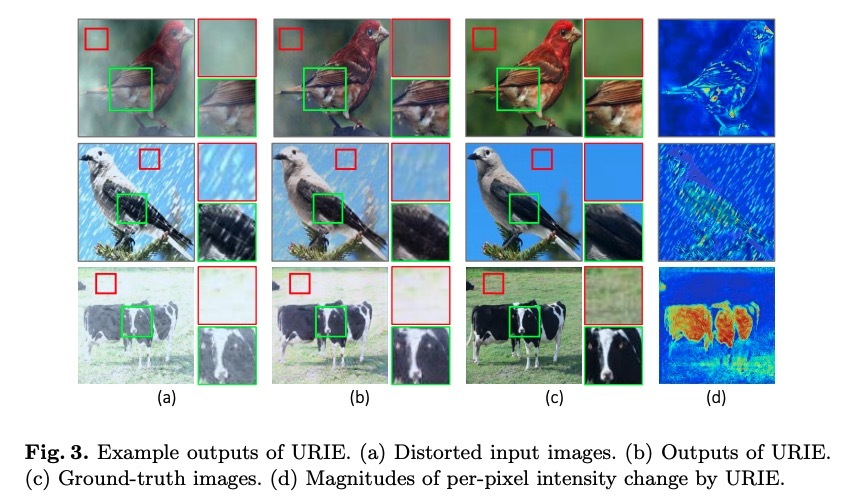 (a) (b) (c) (d)
Fig. 3. Example outputs of URIE. (a) Distorted input images. (b) Outputs of URIE.
(c) Ground-truth images. (d) Magnitudes of per-pixel intensity change by URIE.